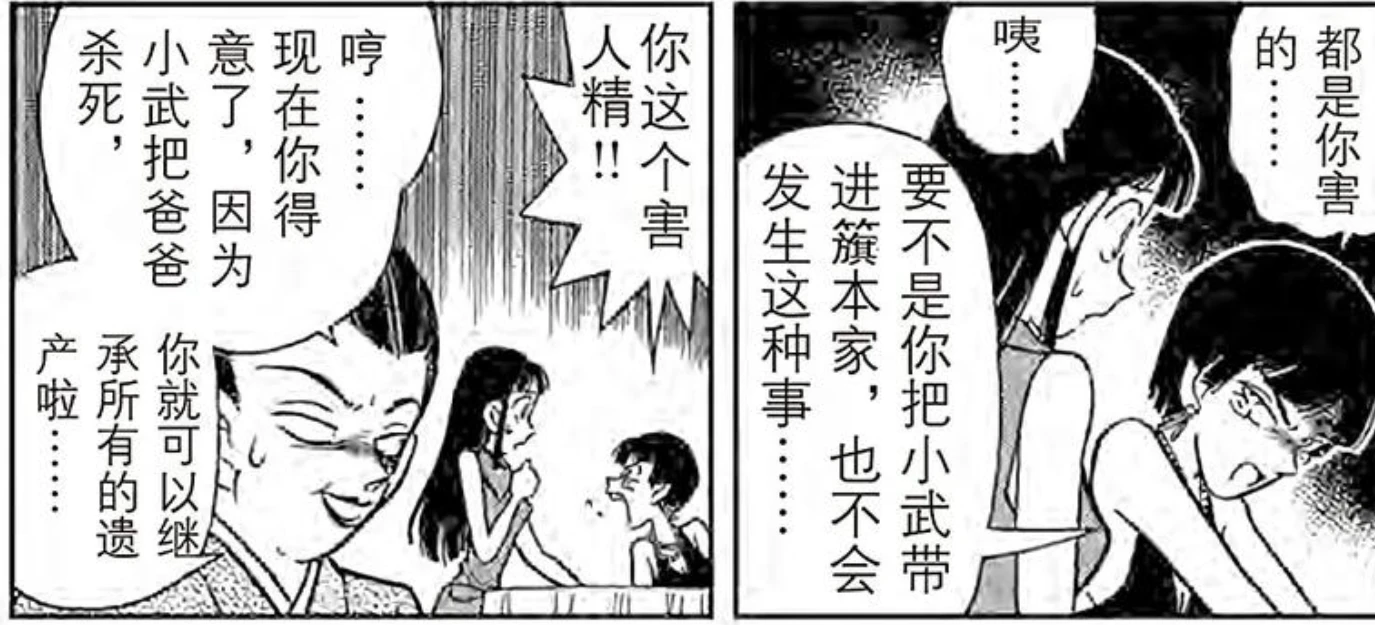 都是你害
的……
咦……
要不是你把小武带
进籏本家，也不会
发生这种事……
你这个害
人精!!
哼……
现在你得
意了，因为
小武把爸爸
杀死，
你就可以继
承所有的遗
产啦……